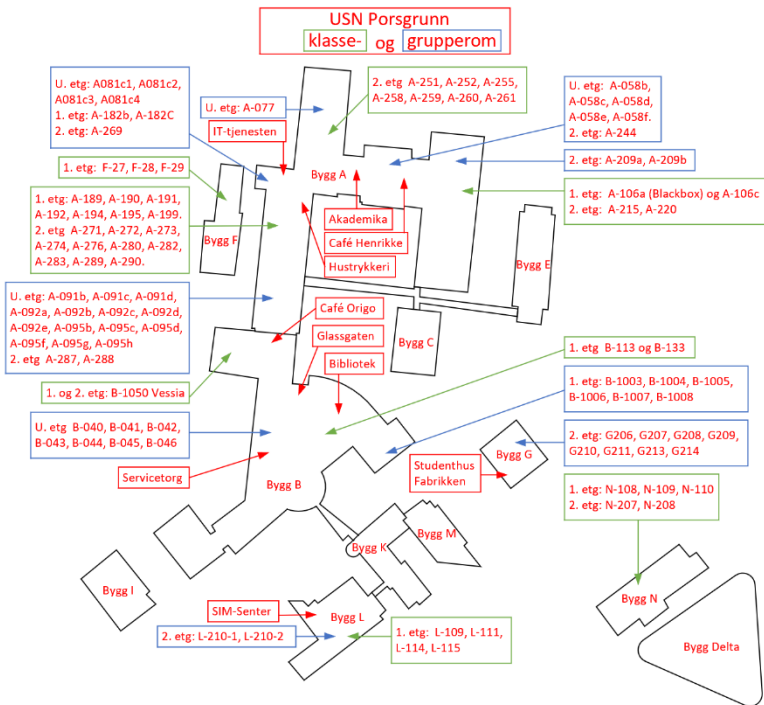 USN Porsgrunn
klasse- og grupperom
U. etg: A081c1, A081c2,
A081c3, A081c4
1. etg: A-182b, A-182C
2. etg: A-269
U. etg: A-077
IT-tjenesten
2. etg A-251, A-252, A-255,
A-258, A-259, A-260, A-261
U. etg: A-058b,
A-058c, A-058d,
A-058e, A-058f.
2. etg: A-244
2. etg: A-209a, A-209b
1. etg: F-27, F-28, F-29
Bygg A
1. etg: A-106a (Blackbox) og A-106c
2. etg: A-215, A-220
1. etg: A-189, A-190, A-191,
A-192, A-194, A-195, A-199.
2. etg A-271, A-272, A-273,
A-274, A-276, A-280, A-282,
A-283, A-289, A-290.
Bygg F
Akademika
Café Henrikke
Hustrykkeri
Bygg E
U. etg: A-091b, A-091c, A-091d,
A-092a, A-092b, A-092c, A-092d,
A-092e, A-095b, A-095c, A-095d,
A-095f, A-095g, A-095h
2. etg A-287, A-288
Café Origo
Glassgaten
Bibliotek
Bygg C
1. etg B-113 og B-133
1. og 2. etg: B-1050 Vessia
1. etg: B-1003, B-1004, B-1005,
B-1006, B-1007, B-1008
U. etg B-040, B-041, B-042,
B-043, B-044, B-045, B-046
2. etg: G206, G207, G208, G209,
G210, G211, G213, G214
Bygg G
Servicetorg
Bygg B
Studenthus
Fabrikken
1. etg: N-108, N-109, N-110
2. etg: N-207, N-208
Bygg M
Bygg K
Bygg I
Bygg N
SIM-Senter
Bygg L
2. etg: L-210-1, L-210-2
1. etg: L-109, L-111,
L-114, L-115
Bygg Delta